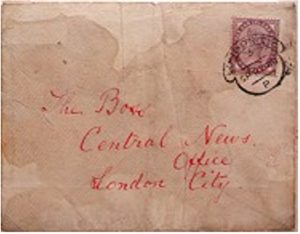 The Boss
Central News
Office
London City.